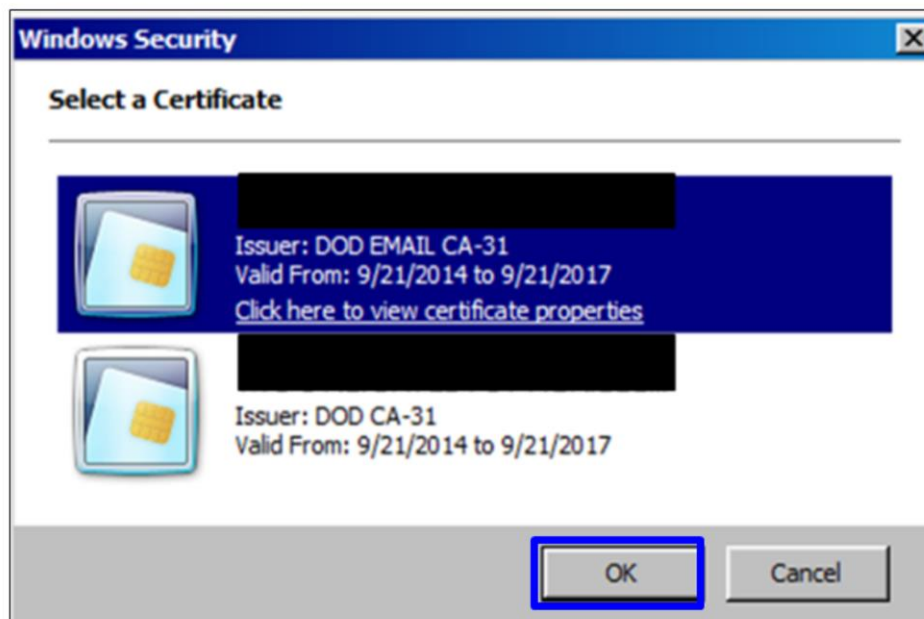 Windows Security
Select a Certificate
Issuer: DOD EMAIL CA-31
Valid From: 9/21/2014 to 9/21/2017
Click here to view certificate properties
Issuer: DOD CA-31
Valid From: 9/21/2014 to 9/21/2017
OK Cancel